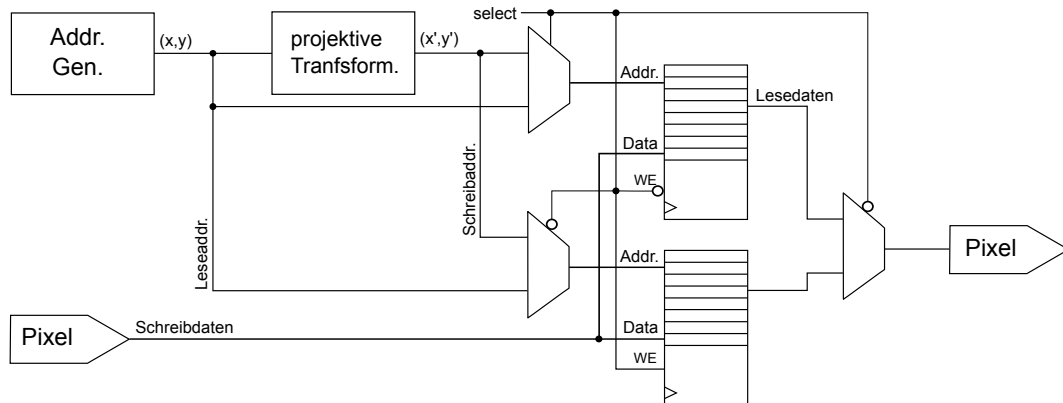 select
Addr.
Gen.
(x,y)
projektive
Tranfsform.
(x',y')
Addr.
Lesedaten
Data
WE
Schreibaddr.
Leseaddr.
Addr.
Pixel
Pixel
Schreibdaten
Data
WE